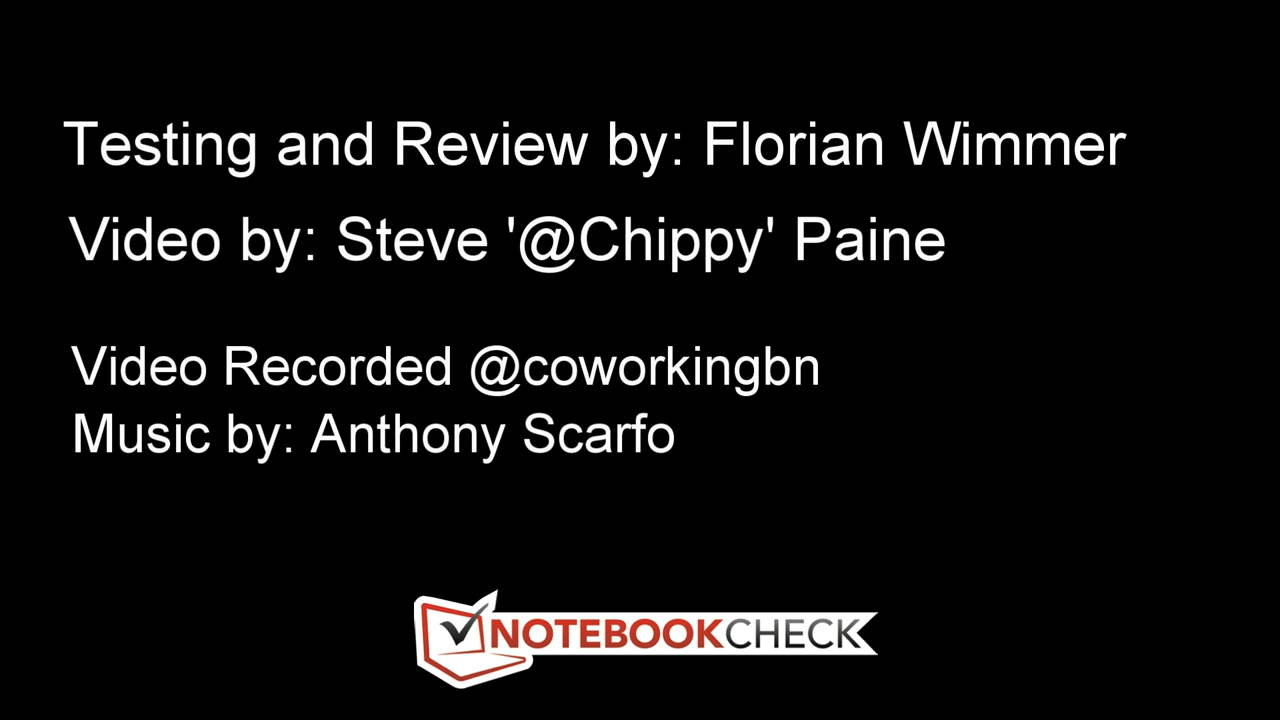 Testing and Review by: Florian Wimmer
Video by: Steve '@Chippy' Paine
Video Recorded @coworkingbn
Music by: Anthony Scarfo
NOTEBOOKCHECK